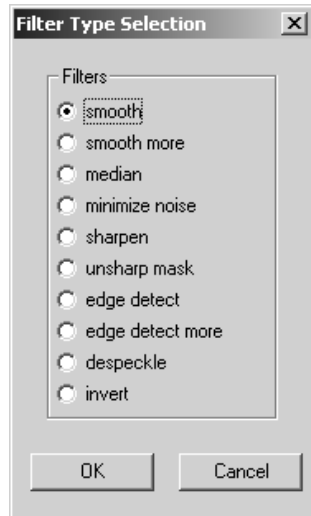 Filter Type Selection
Filters
smooth
smooth more
median
minimize noise
sharpen
unsharp mask
edge detect
edge detect more
despeckle
invert
OK
Cancel